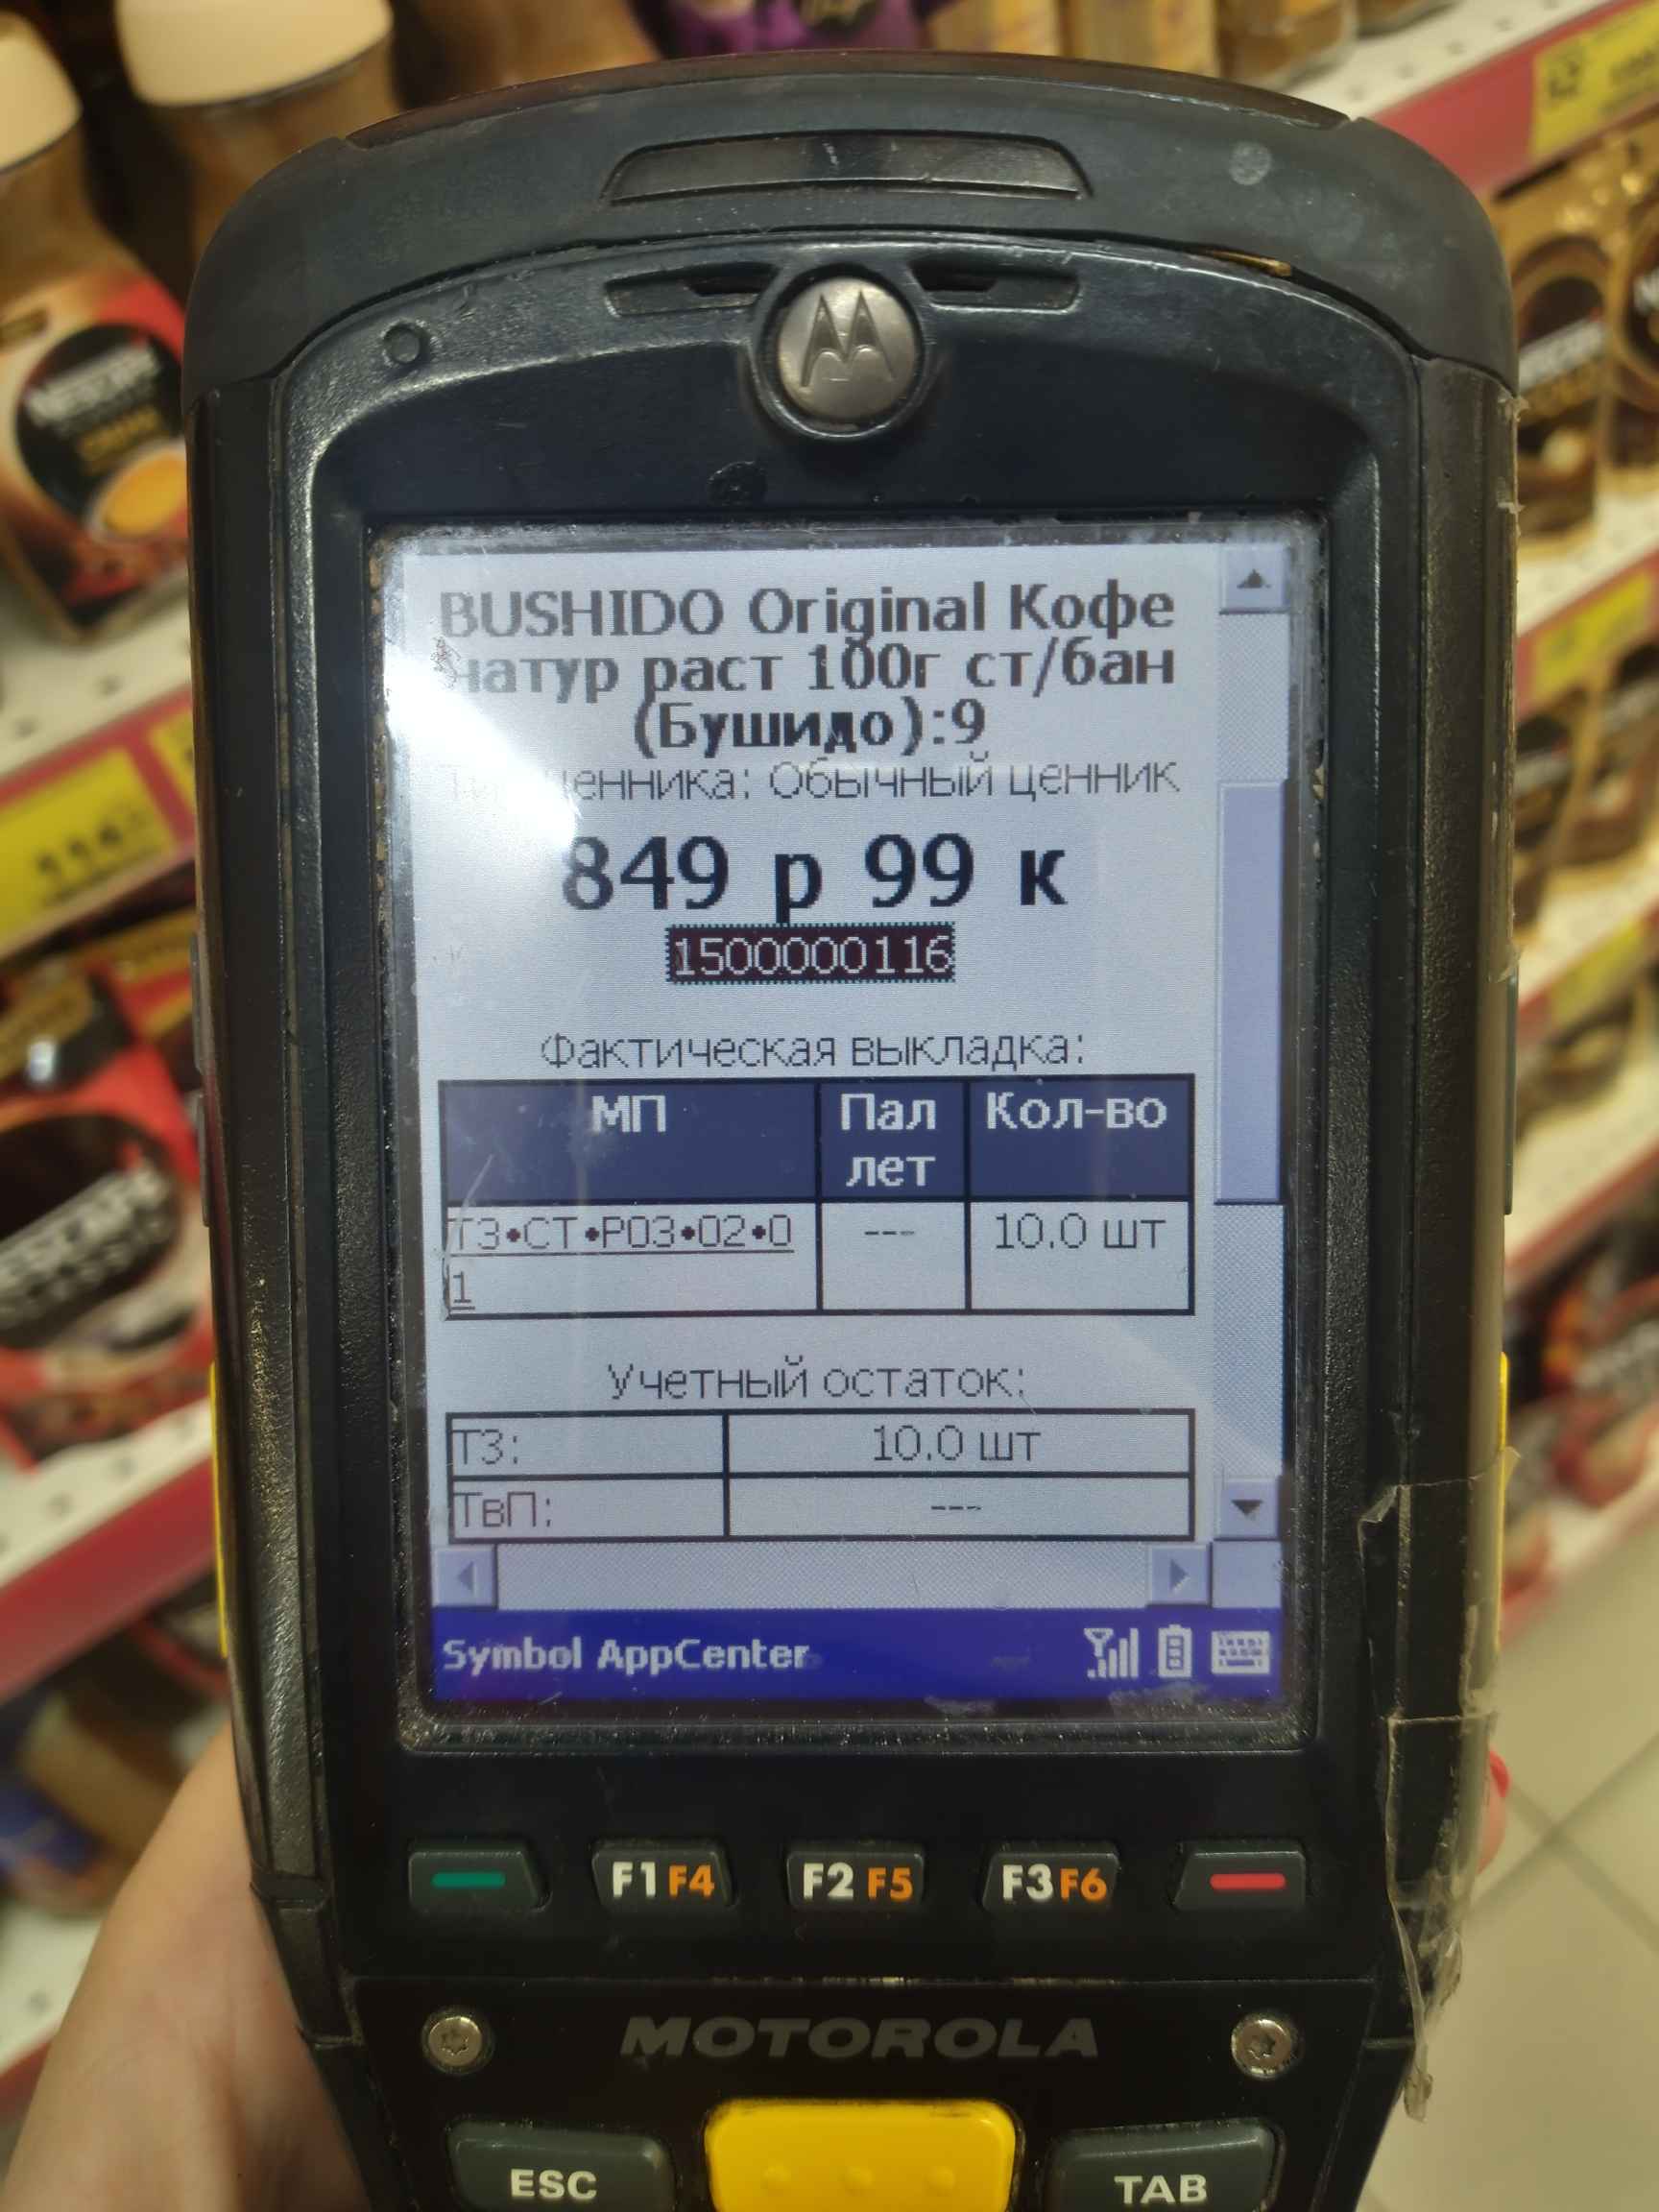 BUSHIDO Original Кофе
натур раст 100г ст/бан
(Бушидо):9
ценника: Обычный ценник
849 р 99 к
1500000116
Фактическая выкладка:
МП Пал лет Кол-во
ТЗ•СТ•Р03•02•0 --- 10.0 шт
1
Учетный остаток:
ТЗ: 10.0 шт
ТвП: ---
Symbol AppCenter
F1 F4 F2 F5 F3 F6
MOTOROLA
ESC TAB
NESCAFE
NESCAFE